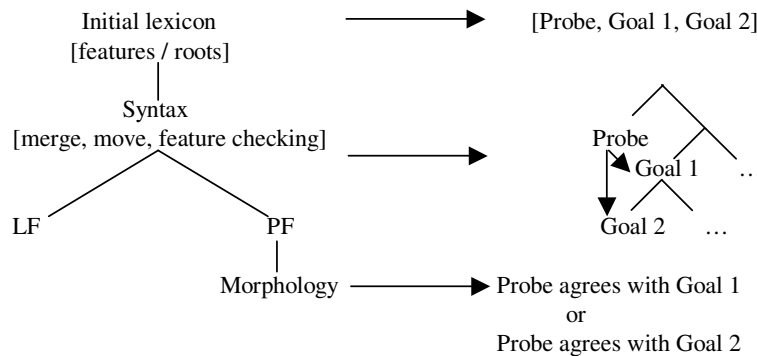 Initial lexicon
[features / roots]
[Probe, Goal 1, Goal 2]
Syntax
[merge, move, feature checking]
Probe
Goal 1
..
Goal 2
...
LF
PF
Morphology
Probe agrees with Goal 1
or
Probe agrees with Goal 2